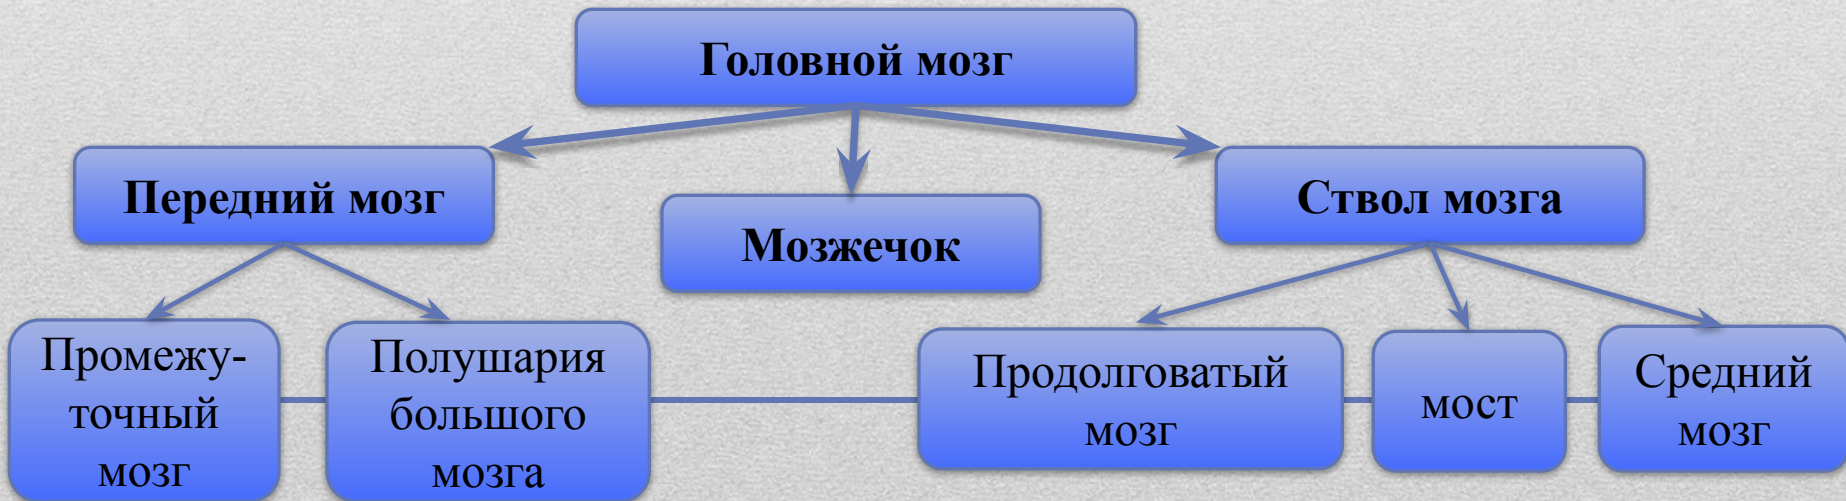 Головной мозг
Передний мозг
Мозжечок
Ствол мозга
Промежу-
точный
мозг
Полушария
большого
мозга
Продолговатый
мозг
мост
Средний
мозг